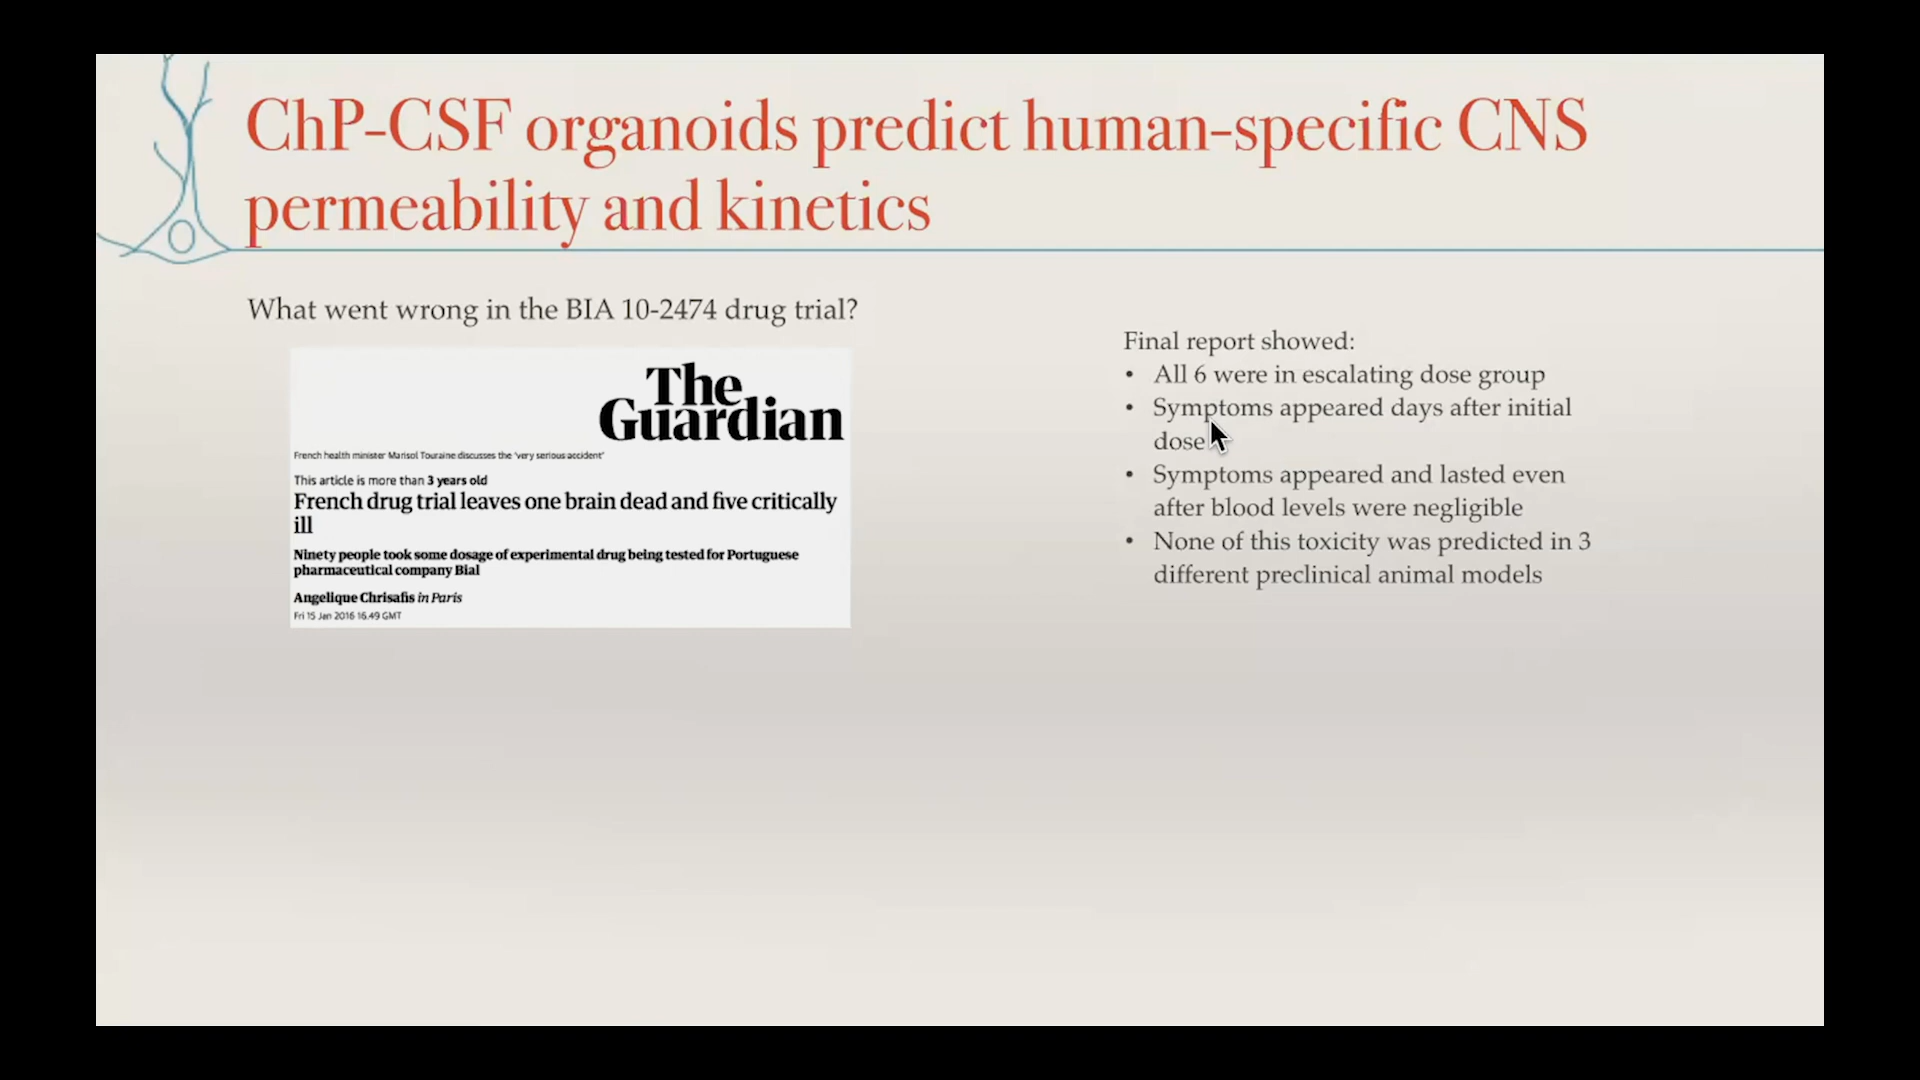 ChP-CSF organoids predict human-specific CNS
permeability and kinetics
What went wrong in the BIA 10-2474 drug trial?
The
Guardian
French health minister Marisol Touraine discusses the 'very serious accident'
This article is more than 3 years old
French drug trial leaves one brain dead and five critically
ill
Ninety people took some dosage of experimental drug being tested for Portuguese
pharmaceutical company Bial
Angelique Chrisafis in Paris
Fri 15 Jan 2016 16.49 GMT
Final report showed:
• All 6 were in escalating dose group
• Symptoms appeared days after initial
dose
• Symptoms appeared and lasted even
after blood levels were negligible
• None of this toxicity was predicted in 3
different preclinical animal models